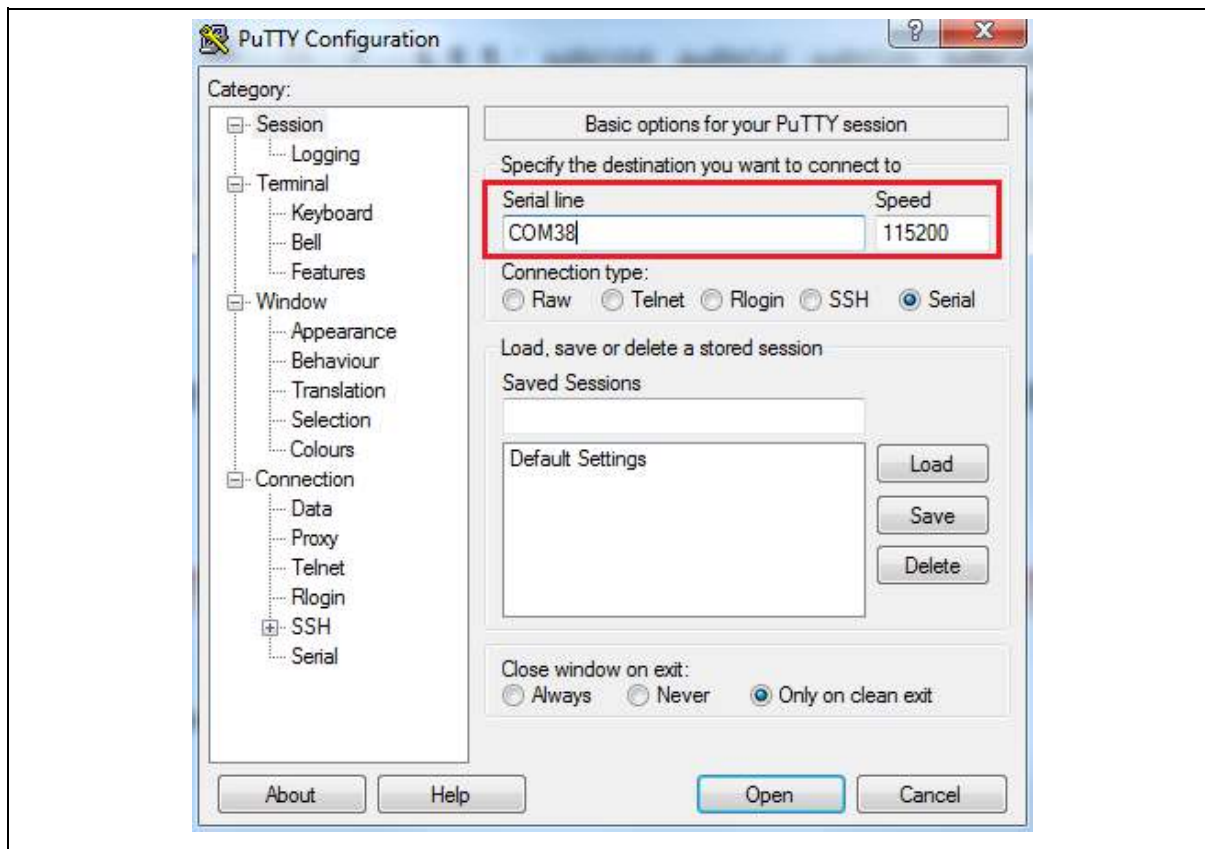 PuTTY Configuration
Category:
Session
Logging
Terminal
Keyboard
Bell
Features
Window
Appearance
Behaviour
Translation
Selection
Colours
Connection
Data
Proxy
Telnet
Rlogin
SSH
Serial
Basic options for your PuTTY session
Specify the destination you want to connect to
Serial line Speed
COM38 115200
Connection type:
Raw Telnet Rlogin SSH Serial
Load, save or delete a stored session
Saved Sessions
Default Settings
Load
Save
Delete
Close window on exit:
Always Never Only on clean exit
About Help Open Cancel